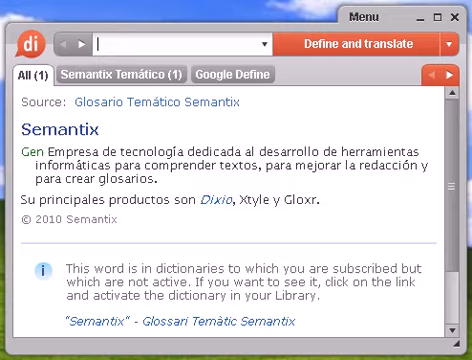 Menu
di
Define and translate
All (1)
Semantix Temático (1)
Google Define
Source: Glosario Temático Semantix
Semantix
Gen Empresa de tecnología dedicada al desarrollo de herramientas
informáticas para comprender textos, para mejorar la redacción y
para crear glosarios.
Su principales producto son Dixio, Xtyle y Gloxr.
© 2010 Semantix
i
This word is in dictionaries to which you are subscribed but
which are not active. If you want to see it, click on the link
and activate the dictionary in your Library.
"Semantix" - Glossari Temàtic Semantix